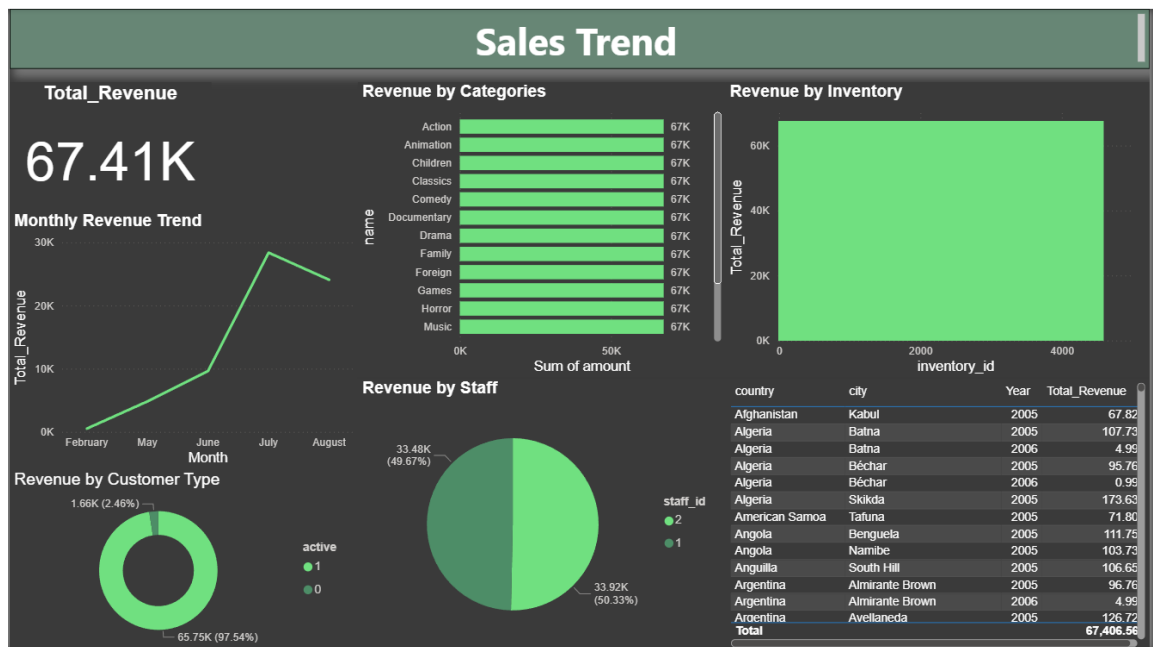 Sales Trend
Total_Revenue
67.41K
Monthly Revenue Trend
Total_Revenue
30K
20K
10K
0K
February May June July August
Month
Revenue by Customer Type
1.66K (2.46%)
65.75K (97.54%)
active
1
0
Revenue by Categories
name
Action 67K
Animation 67K
Children 67K
Classics 67K
Comedy 67K
Documentary 67K
Drama 67K
Family 67K
Foreign 67K
Games 67K
Horror 67K
Music 67K
0K 50K
Sum of amount
Revenue by Staff
33.48K
(49.67%)
33.92K
(50.33%)
staff_id
2
1
Revenue by Inventory
Total_Revenue
60K
40K
20K
0K
0 2000 4000
inventory_id
country city Year Total_Revenue
Afghanistan Kabul 2005 67.82
Algeria Batna 2005 107.73
Algeria Batna 2006 4.99
Algeria Béchar 2005 95.76
Algeria Béchar 2006 0.99
Algeria Skikda 2005 173.63
American Samoa Tafuna 2005 71.80
Angola Benguela 2005 111.75
Angola Namibe 2005 103.73
Anguilla South Hill 2005 106.65
Argentina Almirante Brown 2005 96.76
Argentina Almirante Brown 2006 4.99
Argentina Avellaneda 2005 126.72
Total 67,406.56